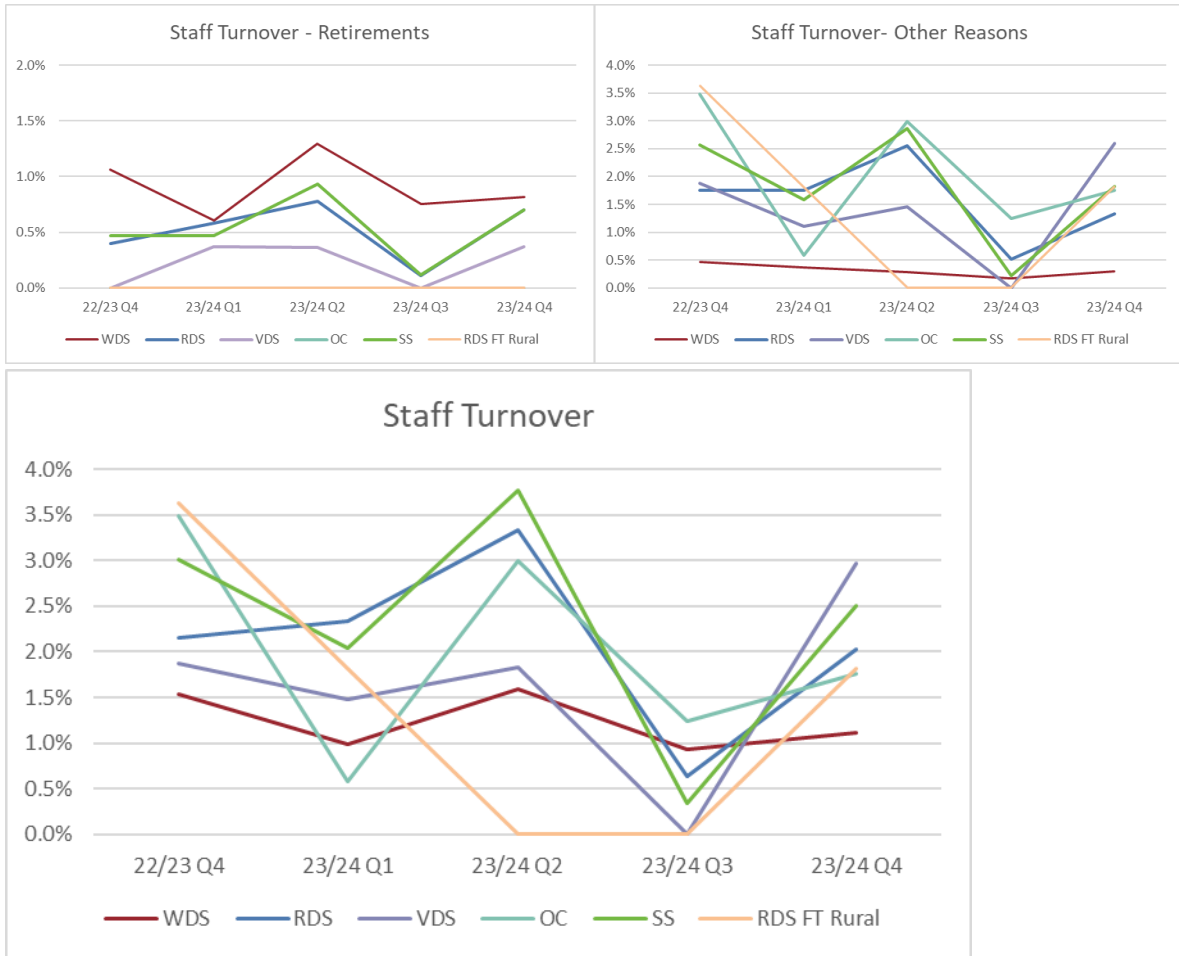 Staff Turnover - Retirements
2.0%
1.5%
1.0%
0.5%
0.0%
22/23 Q4 23/24 Q1 23/24 Q2 23/24 Q3 23/24 Q4
WDS RDS VDS OC SS RDS FT Rural
Staff Turnover- Other Reasons
4.0%
3.5%
3.0%
2.5%
2.0%
1.5%
1.0%
0.5%
0.0%
22/23 Q4 23/24 Q1 23/24 Q2 23/24 Q3 23/24 Q4
WDS RDS VDS OC SS RDS FT Rural
Staff Turnover
4.0%
3.5%
3.0%
2.5%
2.0%
1.5%
1.0%
0.5%
0.0%
22/23 Q4 23/24 Q1 23/24 Q2 23/24 Q3 23/24 Q4
WDS RDS VDS OC SS RDS FT Rural